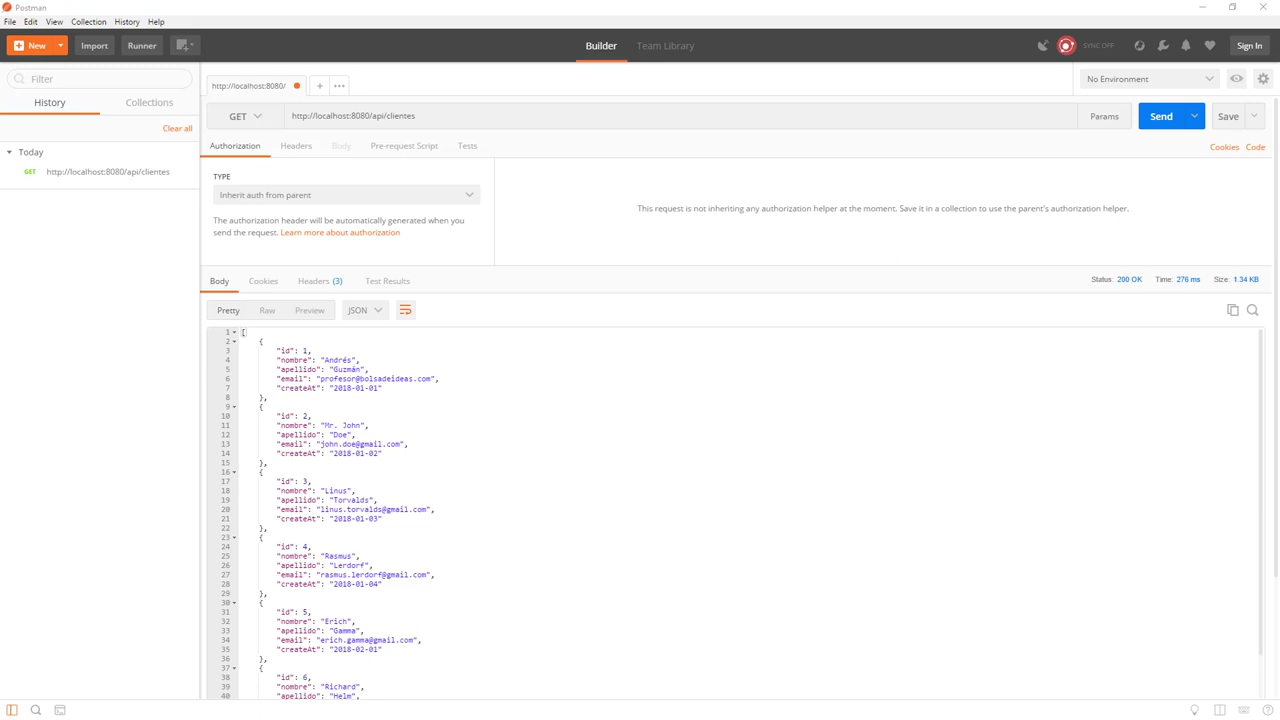 Postman
File Edit View Collection History Help
New Import Runner Builder Team Library SYNC OFF Sign In
Filter
History Collections
Clear all
Today
GET http://localhost:8080/api/clientes
http://localhost:8080/ + ••• No Environment
GET http://localhost:8080/api/clientes Params Send Save
Authorization Headers Body Pre-request Script Tests Cookies Code
TYPE
Inherit auth from parent
The authorization header will be automatically generated when you
send the request. Learn more about authorization
This request is not inheriting any authorization helper at the moment. Save it in a collection to use the parent's authorization helper.
Body Cookies Headers (3) Test Results Status: 200 OK Time: 276 ms Size: 1.34 KB
Pretty Raw Preview JSON
1 [
2 {
3 "id": 1,
4 "nombre": "Andrés",
5 "apellido": "Guzmán",
6 "email": "profesor@bolsadeideas.com",
7 "createAt": "2018-01-01"
8 },
9 {
10 "id": 2,
11 "nombre": "Mr. John",
12 "apellido": "Doe",
13 "email": "john.doe@gmail.com",
14 "createAt": "2018-01-02"
15 },
16 {
17 "id": 3,
18 "nombre": "Linus",
19 "apellido": "Torvalds",
20 "email": "linus.torvalds@gmail.com",
21 "createAt": "2018-01-03"
22 },
23 {
24 "id": 4,
25 "nombre": "Rasmus",
26 "apellido": "Lerdorf",
27 "email": "rasmus.lerdorf@gmail.com",
28 "createAt": "2018-01-04"
29 },
30 {
31 "id": 5,
32 "nombre": "Erich",
33 "apellido": "Gamma",
34 "email": "erich.gamma@gmail.com",
35 "createAt": "2018-02-01"
36 },
37 {
38 "id": 6,
39 "nombre": "Richard",
40 "apellido": "Helm",